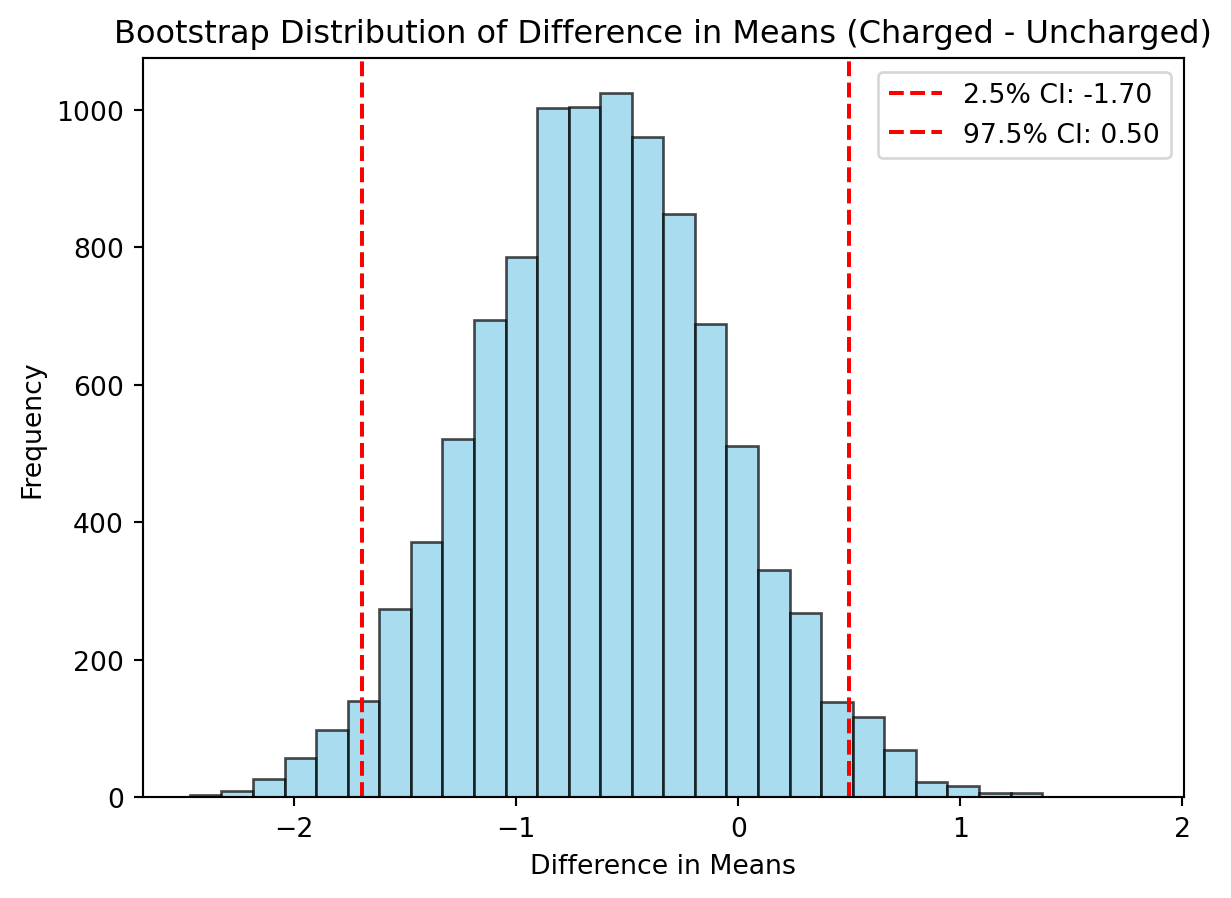 Bootstrap Distribution of Difference in Means (Charged - Uncharged)
2.5% CI: -1.70
97.5% CI: 0.50
1000
800
600
400
200
0
Frequency
−2
−1
0
1
2
Difference in Means